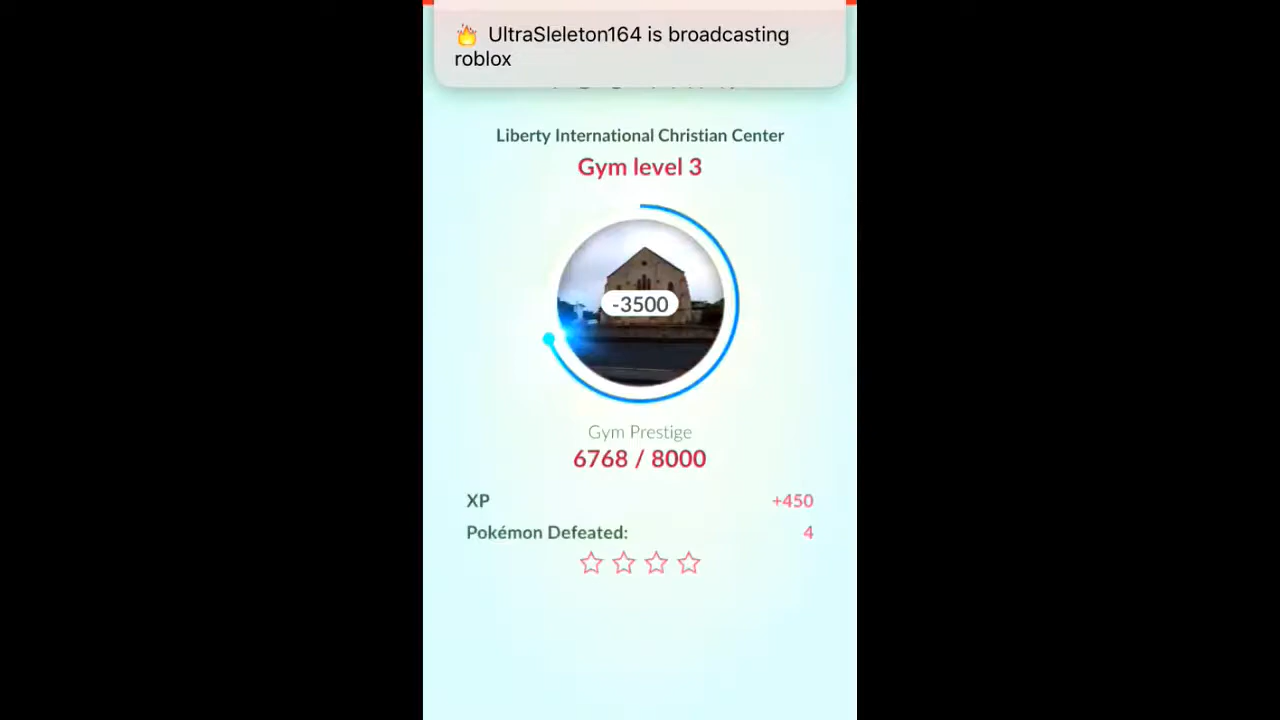 🔥 UltraSleleton164 is broadcasting
roblox
Liberty International Christian Center
Gym level 3
-3500
Gym Prestige
6768 / 8000
XP +450
Pokémon Defeated: 4